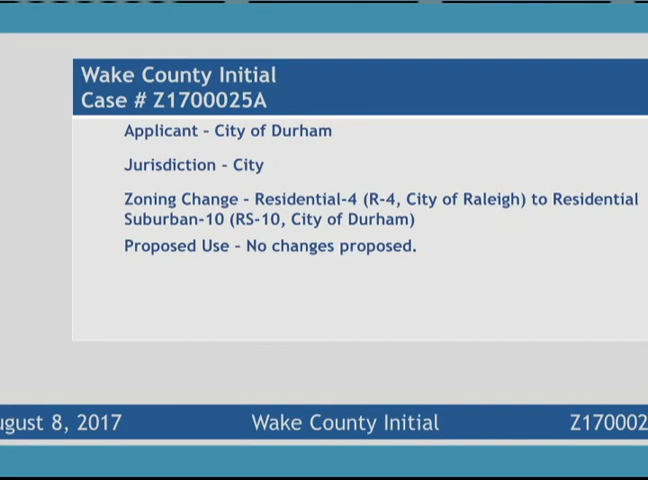 Wake County Initial
Case # Z1700025A
Applicant – City of Durham
Jurisdiction – City
Zoning Change – Residential-4 (R-4, City of Raleigh) to Residential
Suburban-10 (RS-10, City of Durham)
Proposed Use – No changes proposed.
ugust 8, 2017 Wake County Initial Z170002